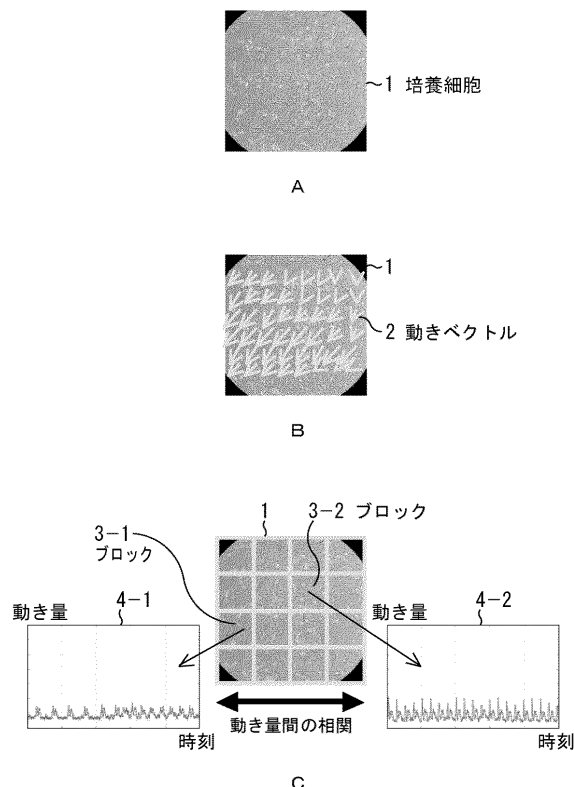 1 培養細胞
A
1
2 動きベクトル
B
1
3-2 ブロック
3-1
ブロック
動き量
4-1
動き量
4-2
時刻
動き量間の相関
時刻
C